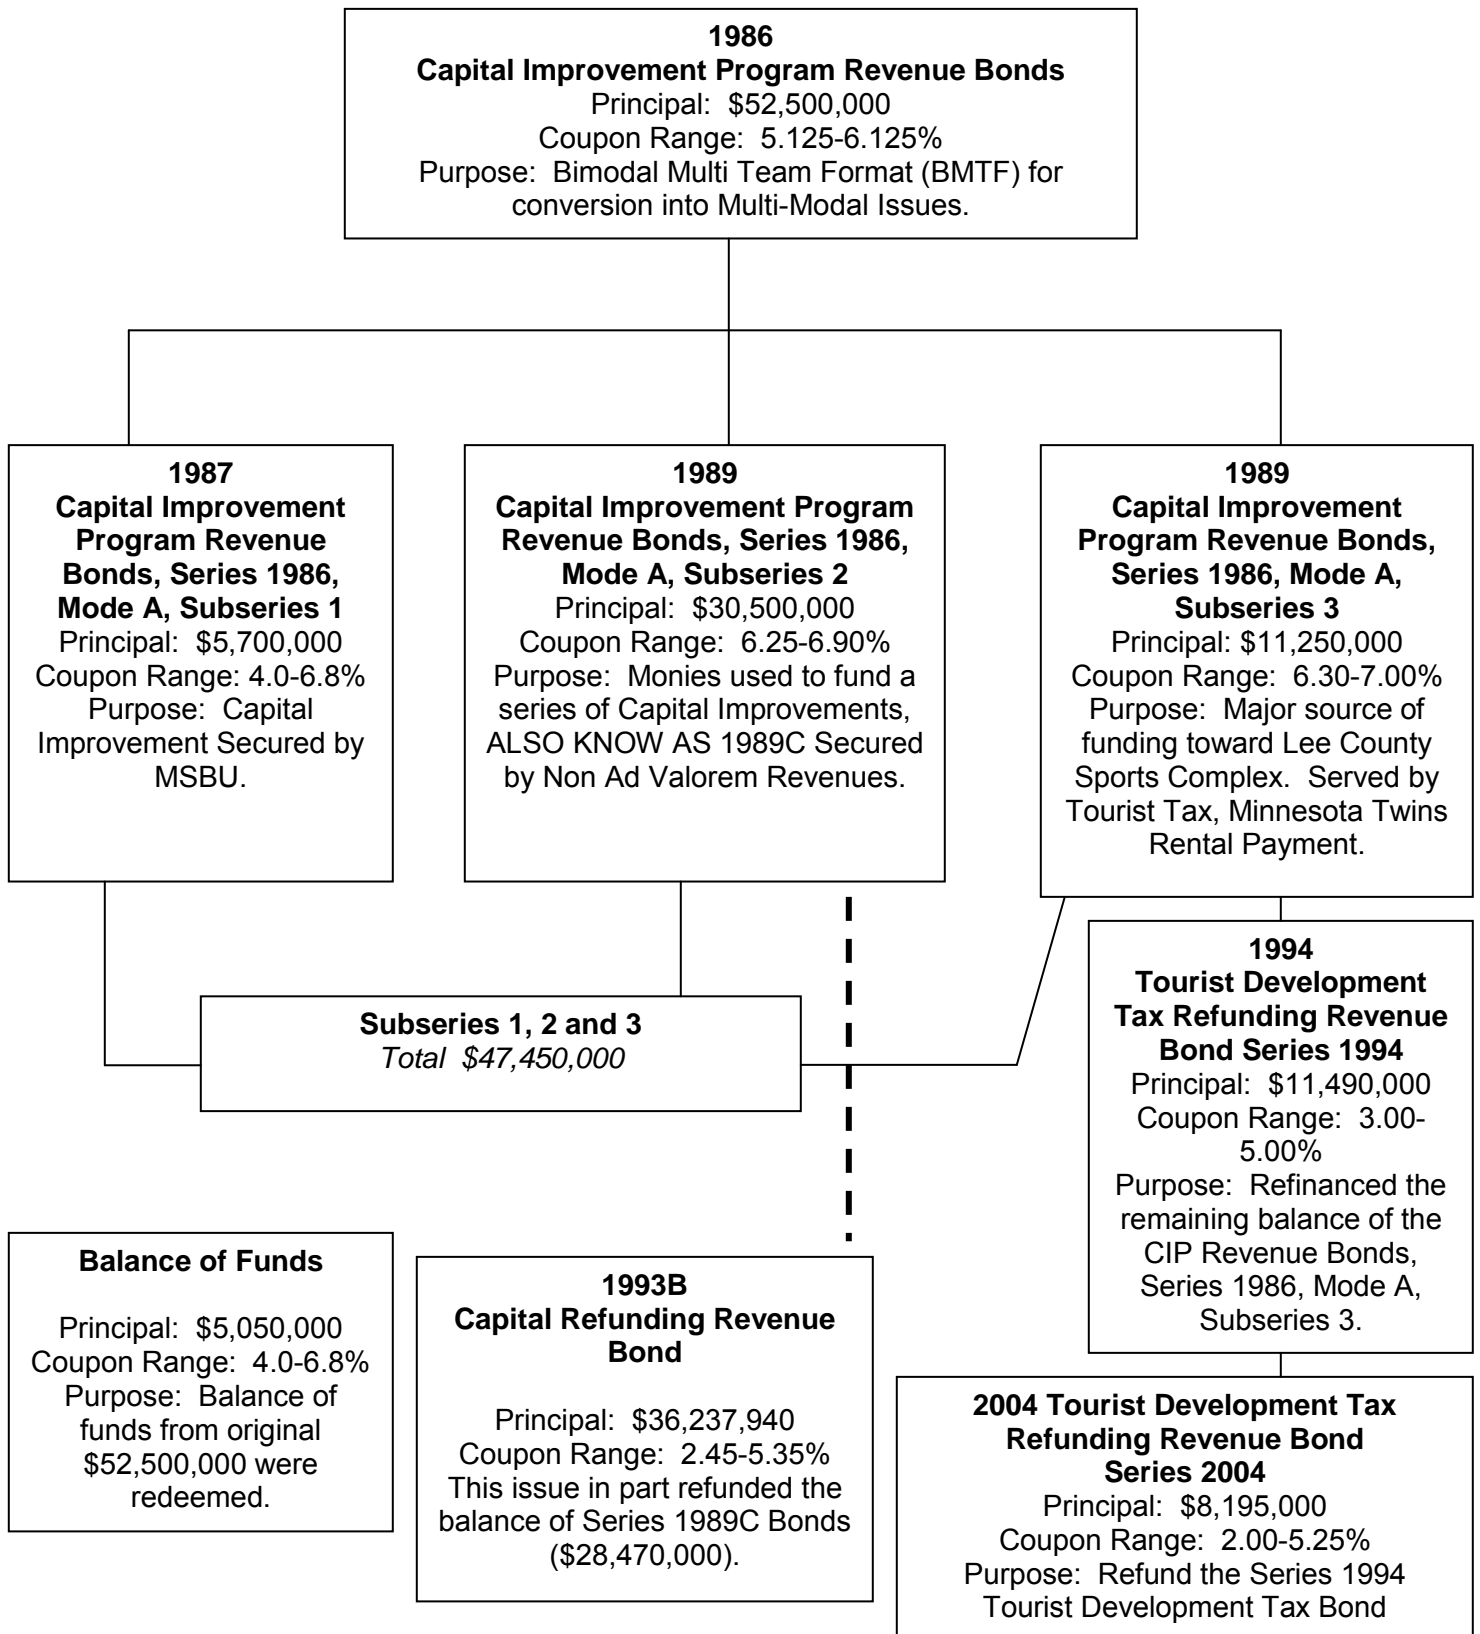 1986
Capital Improvement Program Revenue Bonds
Principal: $52,500,000
Coupon Range: 5.125-6.125%
Purpose: Bimodal Multi Team Format (BMTF) for
conversion into Multi-Modal Issues.
1987
Capital Improvement
Program Revenue
Bonds, Series 1986,
Mode A, Subseries 1
Principal: $5,700,000
Coupon Range: 4.0-6.8%
Purpose: Capital
Improvement Secured by
MSBU.
1989
Capital Improvement Program
Revenue Bonds, Series 1986,
Mode A, Subseries 2
Principal: $30,500,000
Coupon Range: 6.25-6.90%
Purpose: Monies used to fund a
series of Capital Improvements,
ALSO KNOW AS 1989C Secured
by Non Ad Valorem Revenues.
1989
Capital Improvement
Program Revenue Bonds,
Series 1986, Mode A,
Subseries 3
Principal: $11,250,000
Coupon Range: 6.30-7.00%
Purpose: Major source of
funding toward Lee County
Sports Complex. Served by
Tourist Tax, Minnesota Twins
Rental Payment.
Subseries 1, 2 and 3
Total $47,450,000
1994
Tourist Development
Tax Refunding Revenue
Bond Series 1994
Principal: $11,490,000
Coupon Range: 3.00-
5.00%
Purpose: Refinanced the
remaining balance of the
CIP Revenue Bonds,
Series 1986, Mode A,
Subseries 3.
Balance of Funds
Principal: $5,050,000
Coupon Range: 4.0-6.8%
Purpose: Balance of
funds from original
$52,500,000 were
redeemed.
1993B
Capital Refunding Revenue
Bond
Principal: $36,237,940
Coupon Range: 2.45-5.35%
This issue in part refunded the
balance of Series 1989C Bonds
($28,470,000).
2004 Tourist Development Tax
Refunding Revenue Bond
Series 2004
Principal: $8,195,000
Coupon Range: 2.00-5.25%
Purpose: Refund the Series 1994
Tourist Development Tax Bond